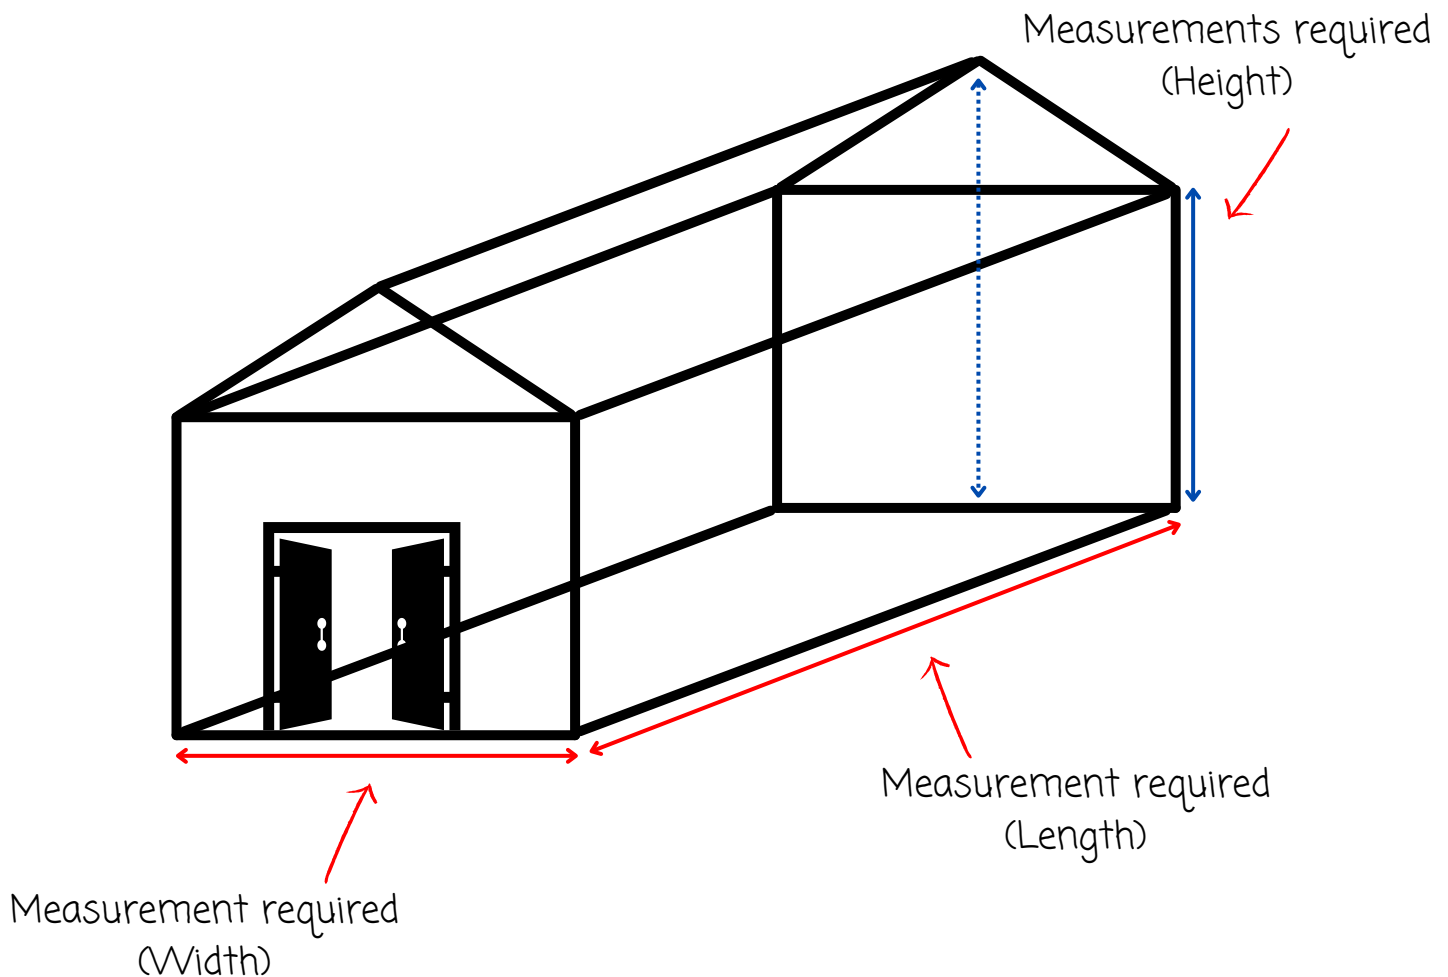 Measurements required
(Height)
Measurement required
(Length)
Measurement required
(Width)